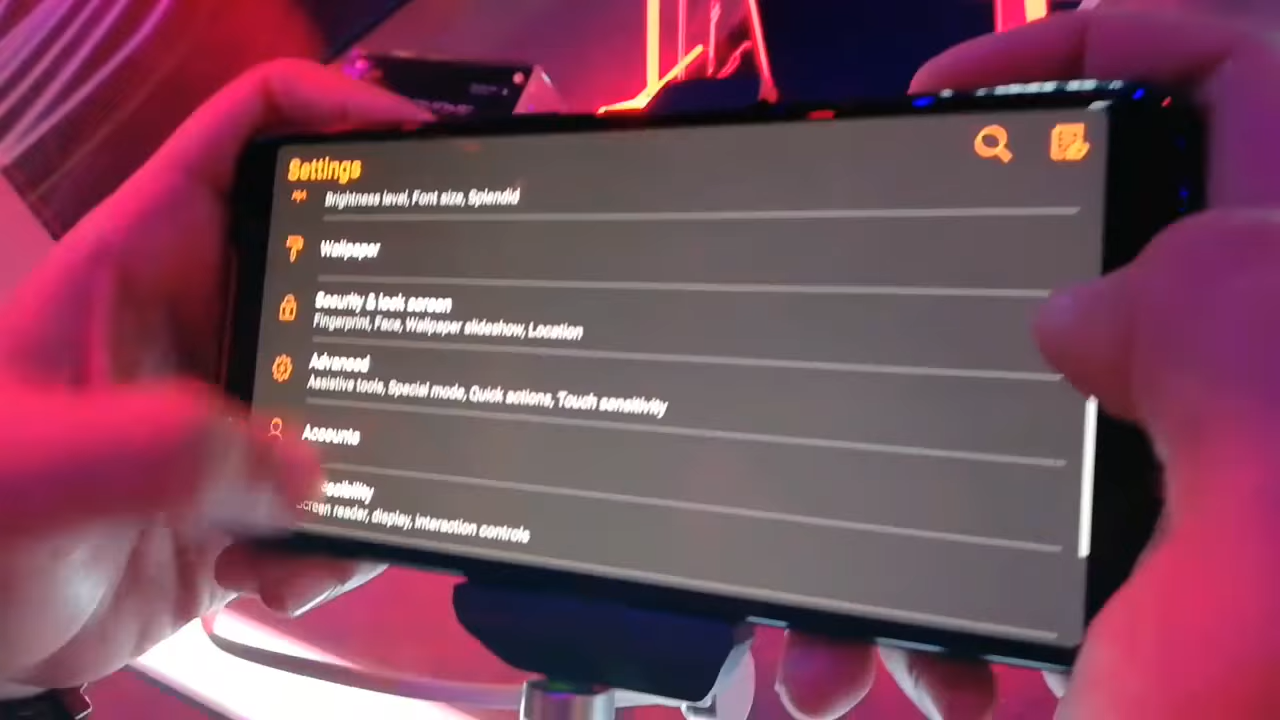 Settings
Brightness level, Font size, Splendid
Wallpaper
Security & lock screen
Fingerprint, Face, Wallpaper slideshow, Location
Advanced
Assistive tools, Special mode, Quick actions, Touch sensitivity
Accounts
Screen reader, display, interaction controls